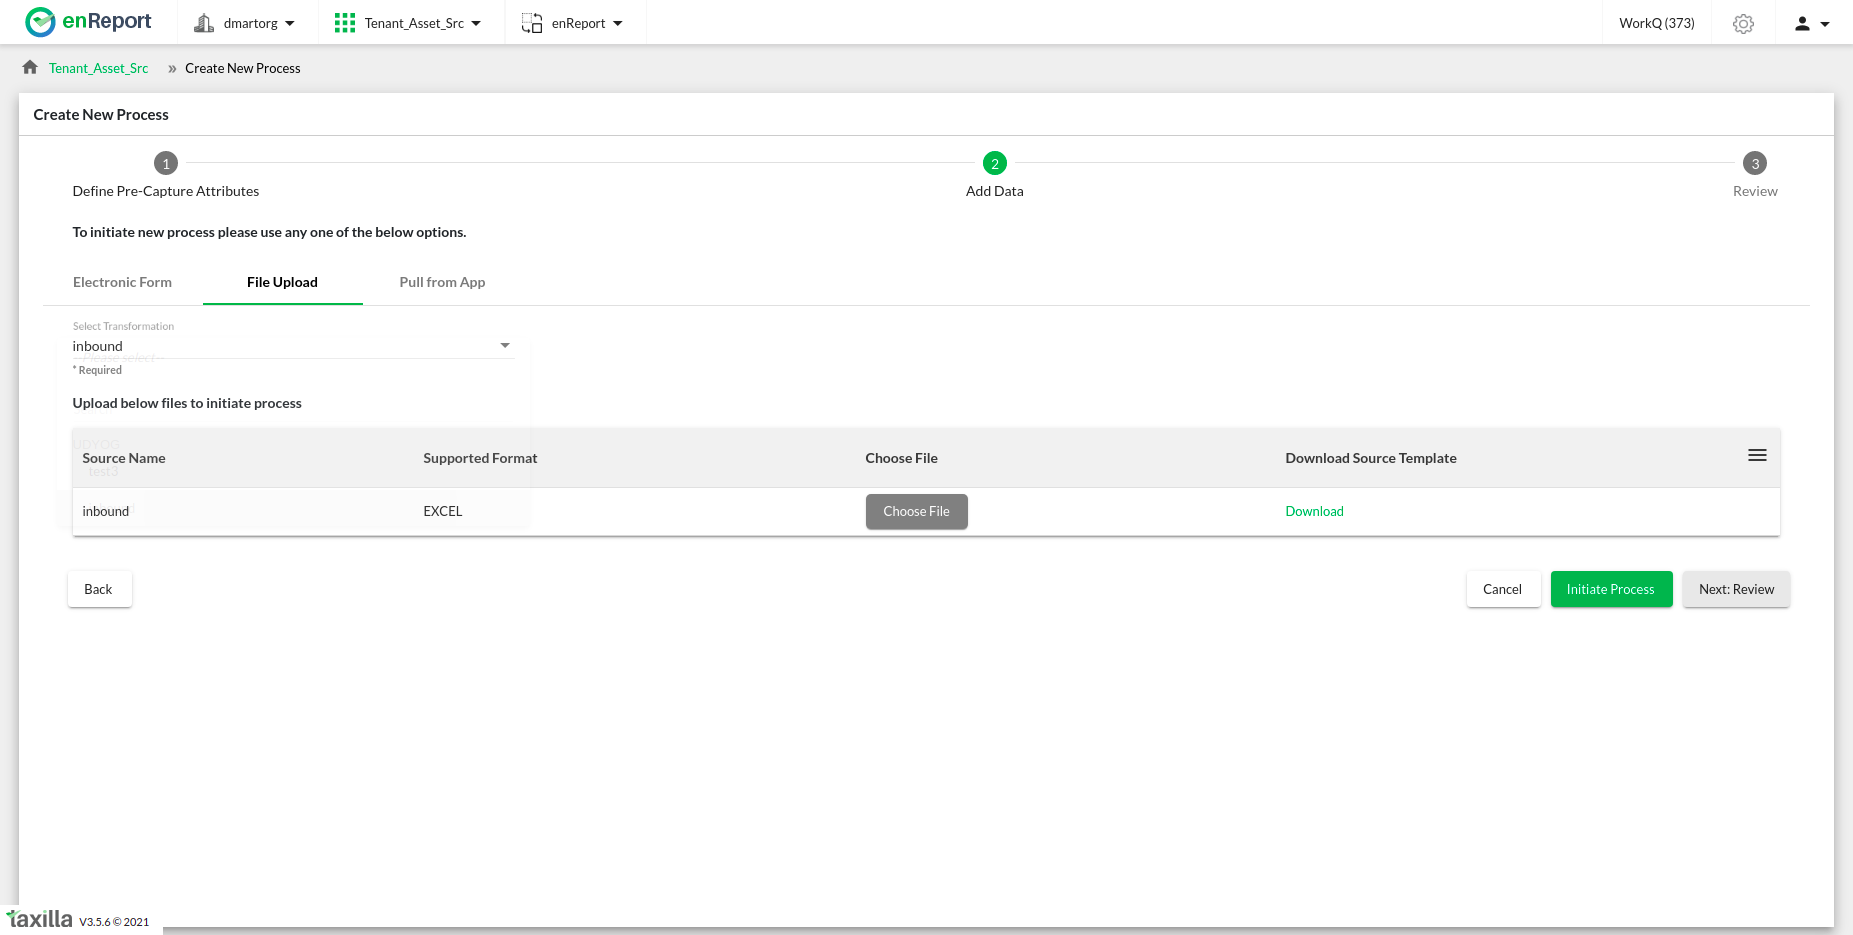 enReport dmartorg Tenant_Asset_Src enReport WorkQ (373)
Tenant_Asset_Src » Create New Process
Create New Process
1 2 3
Define Pre-Capture Attributes Add Data Review
To initiate new process please use any one of the below options.
Electronic Form File Upload Pull from App
Select Transformation
inbound
--Please select--
* Required
Upload below files to initiate process
UDYOG
Source Name Supported Format Choose File Download Source Template
test3
inbound EXCEL Choose File Download
Back Cancel Initiate Process Next: Review
taxilla V3.5.6 © 2021